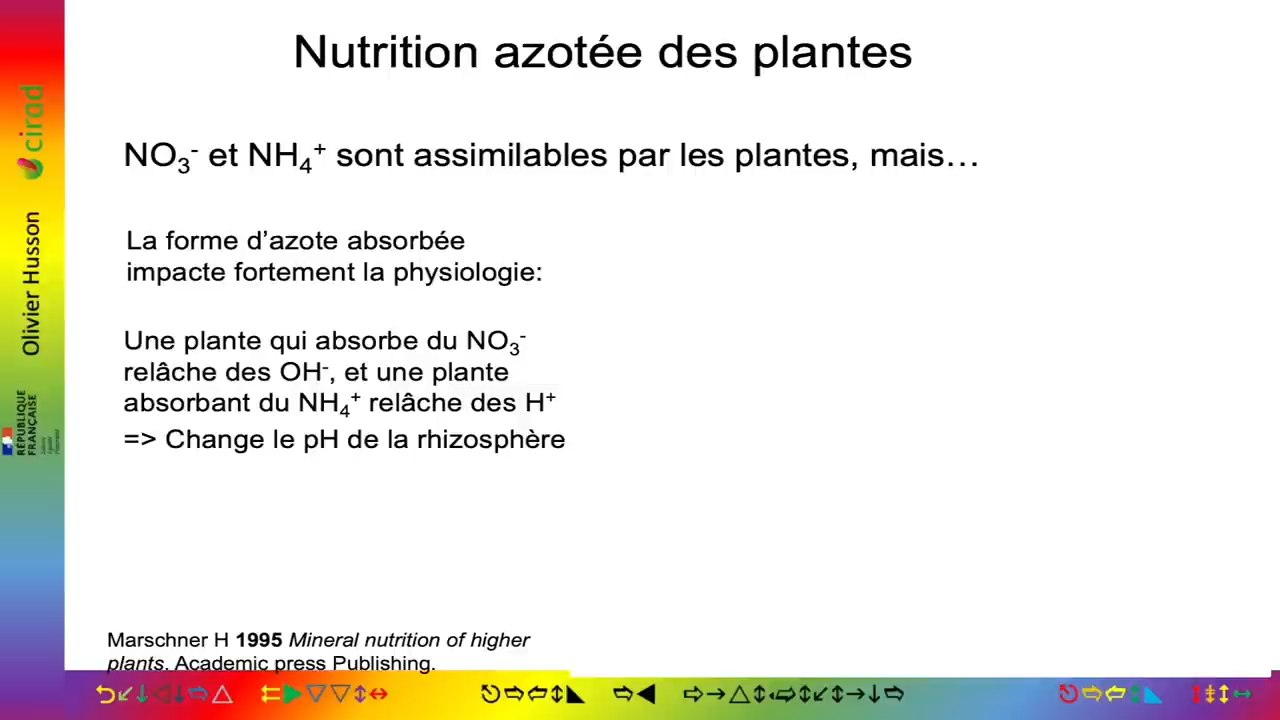 Nutrition azotée des plantes
NO₃⁻ et NH₄⁺ sont assimilables par les plantes, mais…
La forme d’azote absorbée
impacte fortement la physiologie:
Une plante qui absorbe du NO₃⁻
relâche des OH⁻, et une plante
absorbant du NH₄⁺ relâche des H⁺
=> Change le pH de la rhizosphère
Marschner H 1995 Mineral nutrition of higher
plants. Academic press Publishing.
cirad
Olivier Husson
RÉPUBLIQUE
FRANÇAISE